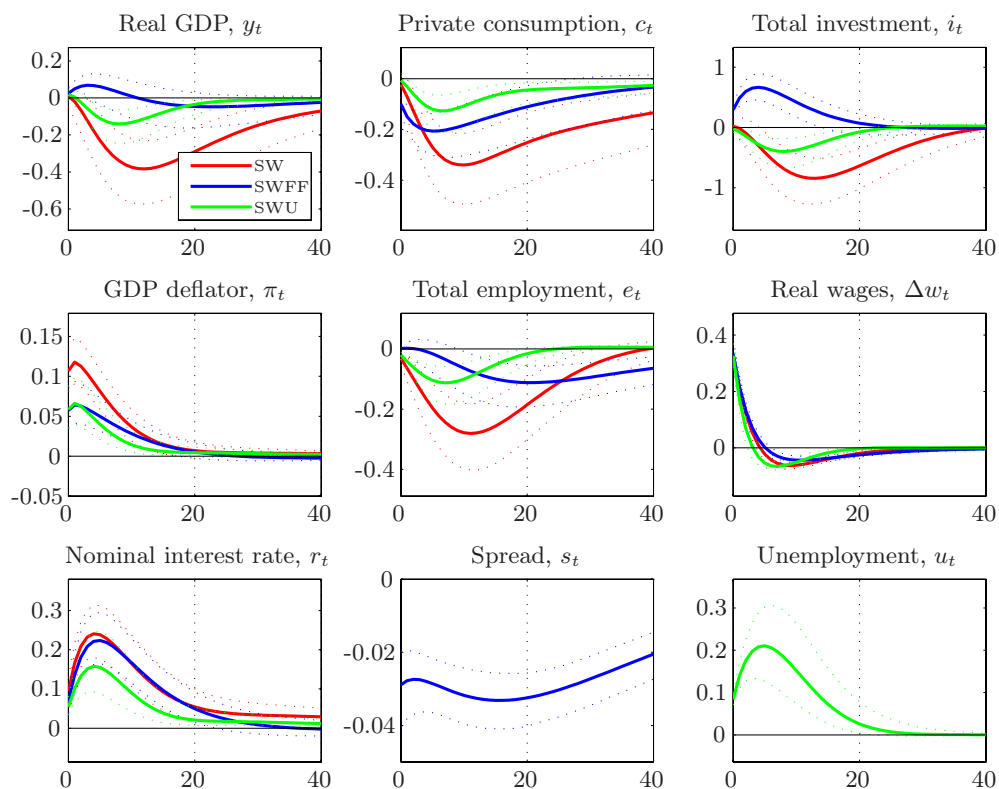 Real GDP, y_t
Private consumption, c_t
Total investment, i_t
0.2
0
-0.2
-0.4
-0.6
SW
SWFF
SWU
0 20 40
0
-0.2
-0.4
0 20 40
1
0
-1
0 20 40
GDP deflator, π_t
Total employment, e_t
Real wages, Δw_t
0.15
0.1
0.05
0
-0.05
0 20 40
0
-0.2
-0.4
0 20 40
0.4
0.2
0
0 20 40
Nominal interest rate, r_t
Spread, s_t
Unemployment, u_t
0.3
0.2
0.1
0
0 20 40
0
-0.02
-0.04
0 20 40
0.3
0.2
0.1
0
0 20 40